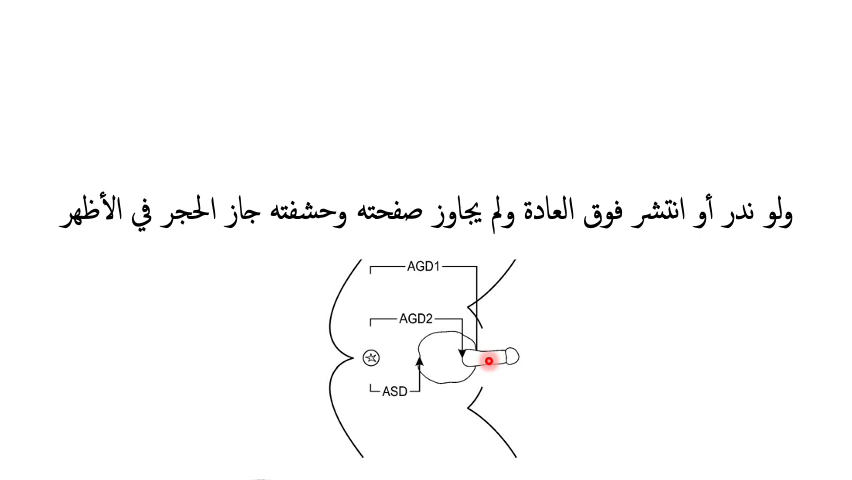 ولو ندر أو انتشر فوق العادة ولم يجاوز صفحته وحشفته جاز الحجر في الأظهر
AGD1
AGD2
ASD